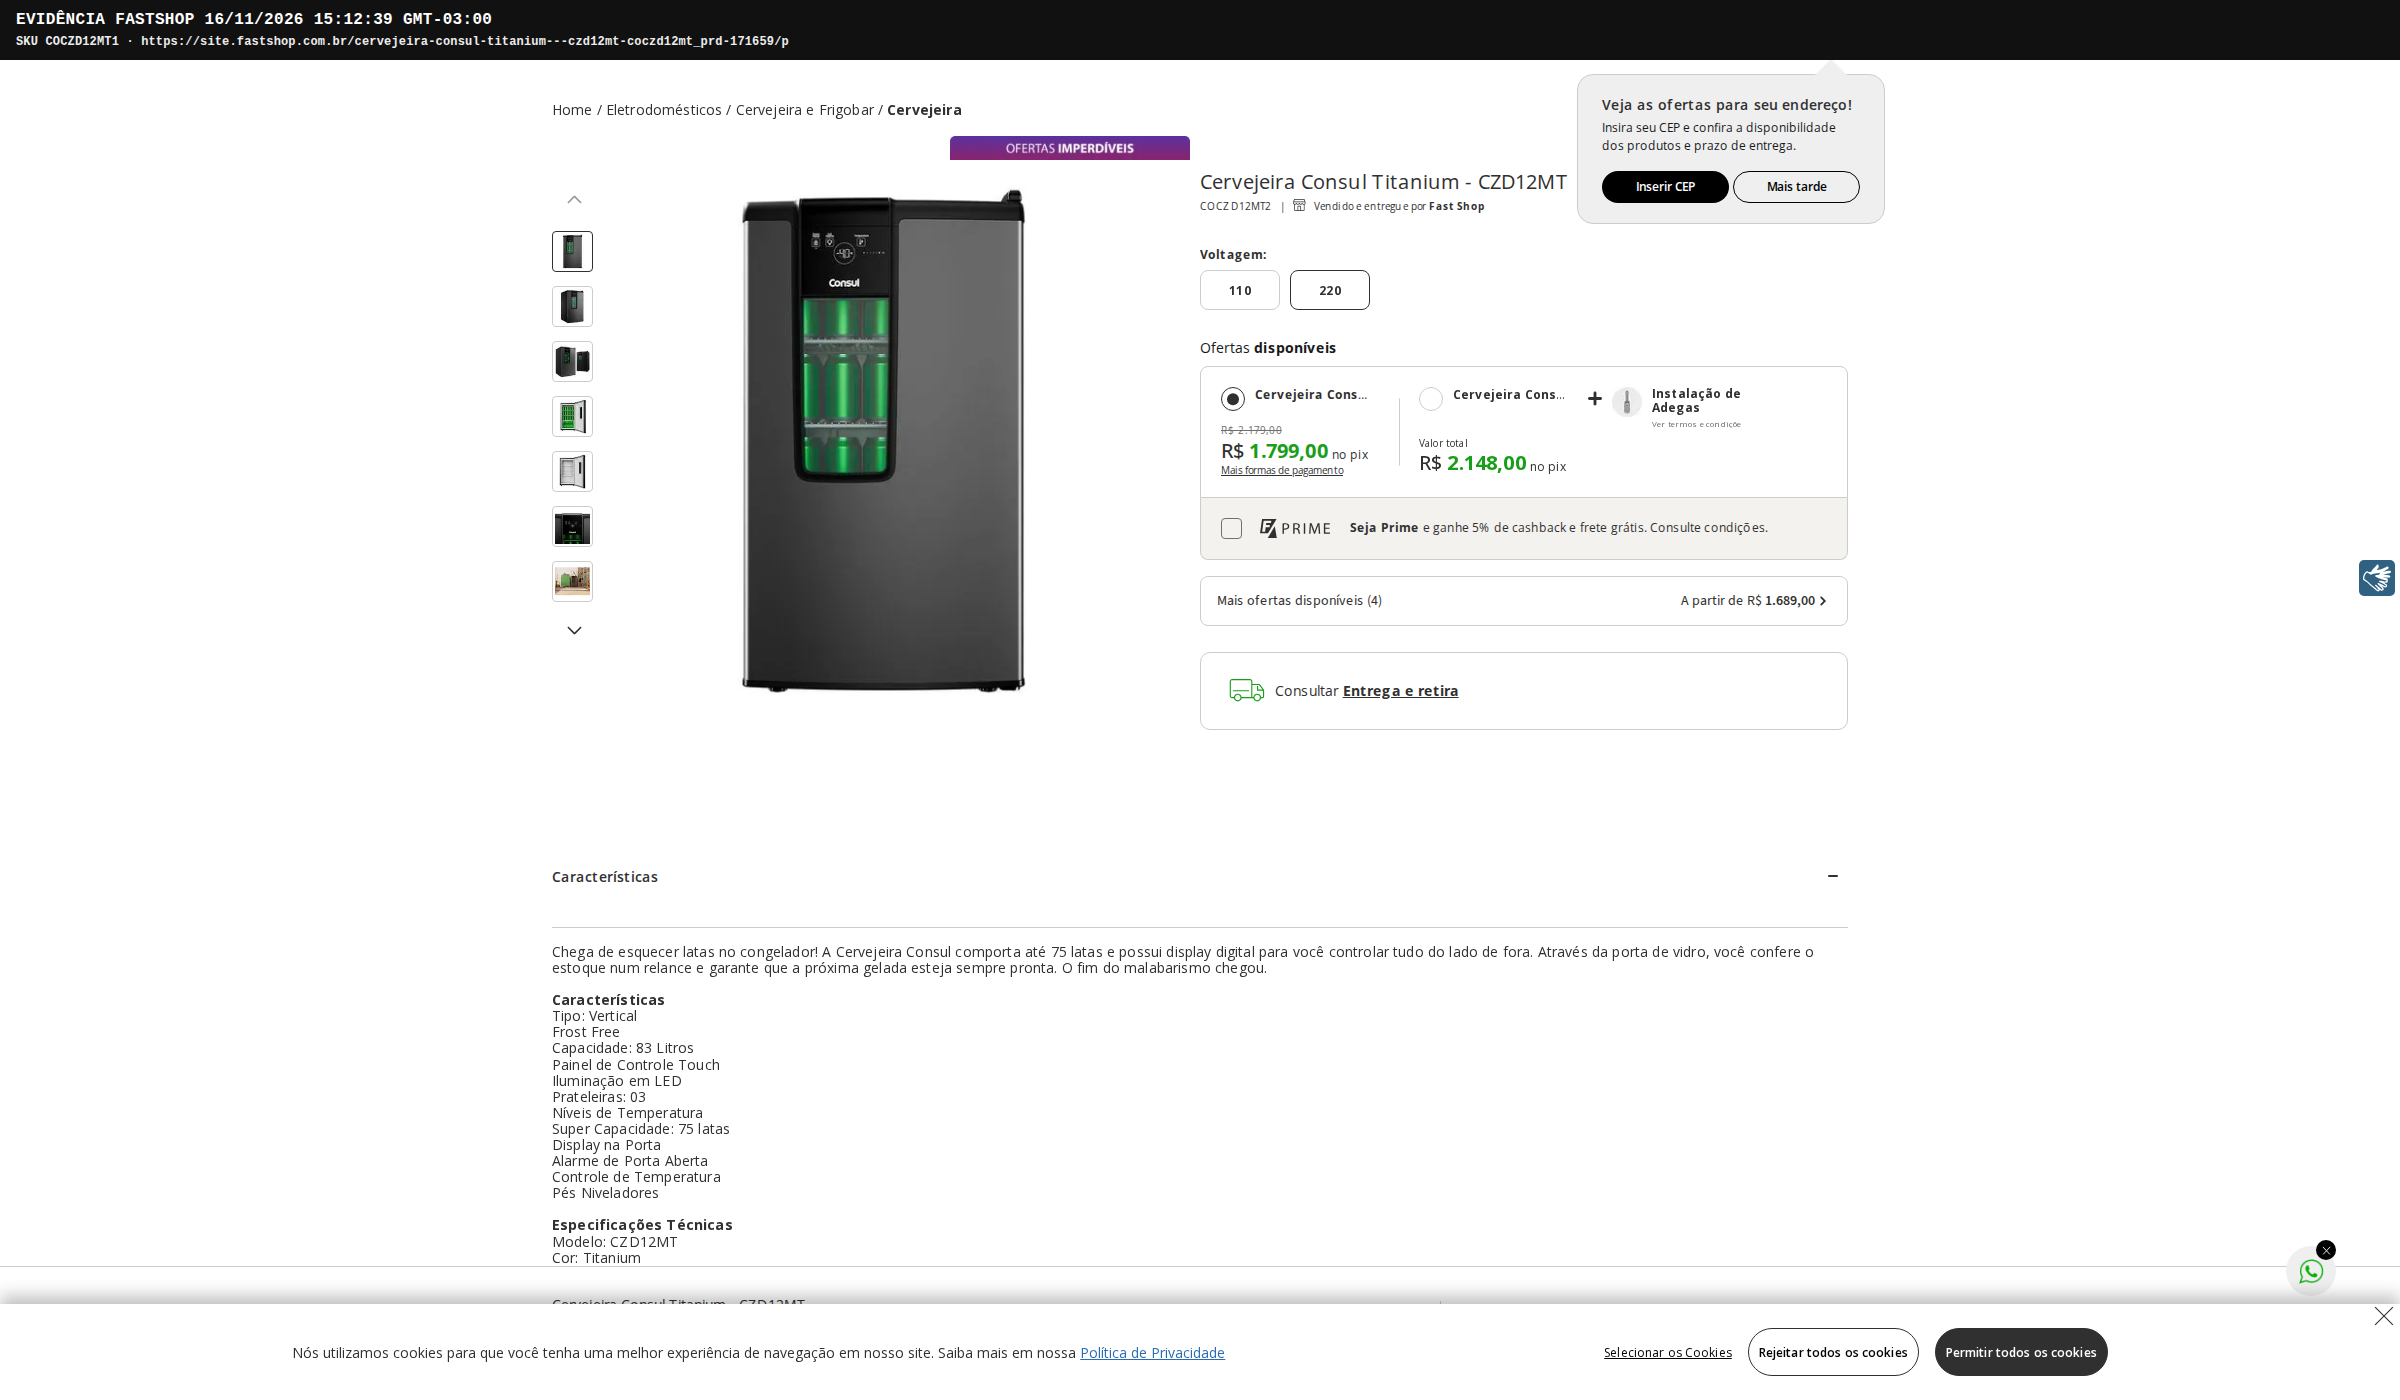 EVIDÊNCIA FASTSHOP 16/11/2026 15:12:39 GMT-03:00
SKU COCZD12MT1 · https://site.fastshop.com.br/cervejeira-consul-titanium---czd12mt-coczd12mt_prd-171659/p
Home / Eletrodomésticos / Cervejeira e Frigobar / Cervejeira
OFERTAS IMPERDÍVEIS
Veja as ofertas para seu endereço!
Insira seu CEP e confira a disponibilidade
dos produtos e prazo de entrega.
Inserir CEP
Mais tarde
Cervejeira Consul Titanium - CZD12MT
COCZD12MT2 | Vendido e entregue por Fast Shop
Consul
Voltagem:
110
220
Ofertas disponíveis
Cervejeira Cons...
R$ 2.179,00
R$ 1.799,00 no pix
Mais formas de pagamento
Cervejeira Cons...
Valor total
R$ 2.148,00 no pix
+
Instalação de
Adegas
Ver termos e condiçõe
PRIME
Seja Prime e ganhe 5% de cashback e frete grátis. Consulte condições.
Mais ofertas disponíveis (4)
A partir de R$ 1.689,00
Consultar Entrega e retira
Características
Chega de esquecer latas no congelador! A Cervejeira Consul comporta até 75 latas e possui display digital para você controlar tudo do lado de fora. Através da porta de vidro, você confere o
estoque num relance e garante que a próxima gelada esteja sempre pronta. O fim do malabarismo chegou.
Características
Tipo: Vertical
Frost Free
Capacidade: 83 Litros
Painel de Controle Touch
Iluminação em LED
Prateleiras: 03
Níveis de Temperatura
Super Capacidade: 75 latas
Display na Porta
Alarme de Porta Aberta
Controle de Temperatura
Pés Niveladores
Especificações Técnicas
Modelo: CZD12MT
Cor: Titanium
Cervejeira Consul Titanium - CZD12MT
Nós utilizamos cookies para que você tenha uma melhor experiência de navegação em nosso site. Saiba mais em nossa Política de Privacidade
Selecionar os Cookies
Rejeitar todos os cookies
Permitir todos os cookies